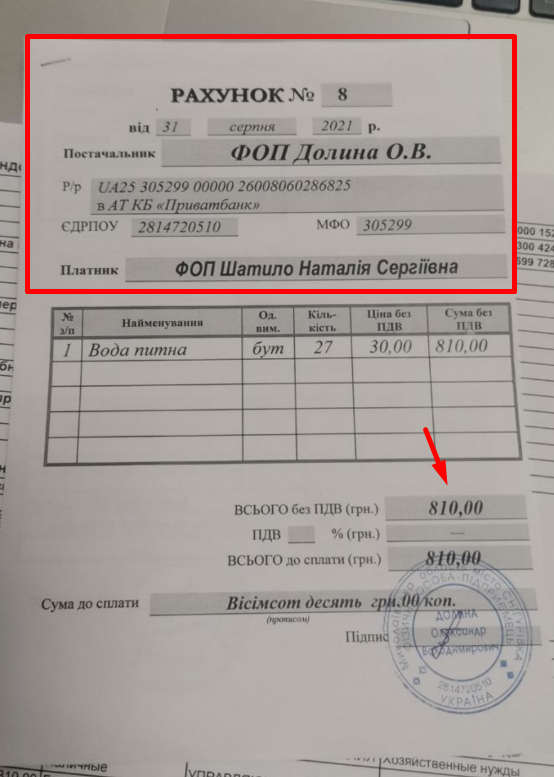 РАХУНОК № 8
від 31 серпня 2021 р.
Постачальник ФОП Долина О.В.
Р/р UA25 305299 00000 26008060286825
в АТ КБ «Приватбанк»
ЄДРПОУ 2814720510 МФО 305299
Платник ФОП Шатило Наталія Сергіївна
№ з/п Найменування Од. вим. Кіль-кість Ціна без ПДВ Сума без ПДВ
1 Вода питна бут 27 30,00 810,00
ВСЬОГО без ПДВ (грн.) 810,00
ПДВ % (грн.) —
ВСЬОГО до сплати (грн.) 810,00
Сума до сплати Вісімсот десять грн.00 коп.
(прописом)
Підпис
ДОЛИНА
Олександр
Володимирович
2814720510
УКРАЇНА
000 152
300 424
599 728
Хозяйственные нужды